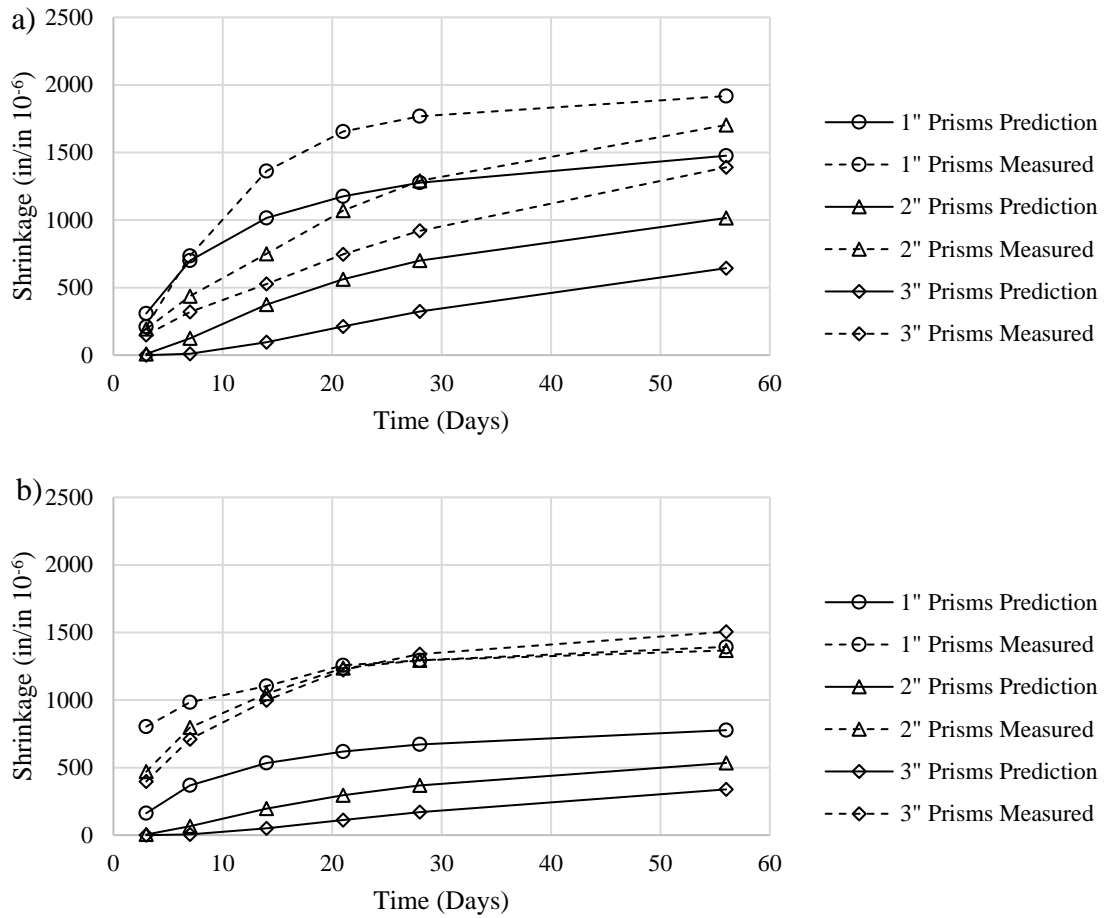 a)
2500
2000
1500
1000
500
0
Shrinkage (in/in 10⁻⁶)
0 10 20 30 40 50 60
Time (Days)
1" Prisms Prediction
1" Prisms Measured
2" Prisms Prediction
2" Prisms Measured
3" Prisms Prediction
3" Prisms Measured
b)
2500
2000
1500
1000
500
0
Shrinkage (in/in 10⁻⁶)
0 10 20 30 40 50 60
Time (Days)
1" Prisms Prediction
1" Prisms Measured
2" Prisms Prediction
2" Prisms Measured
3" Prisms Prediction
3" Prisms Measured